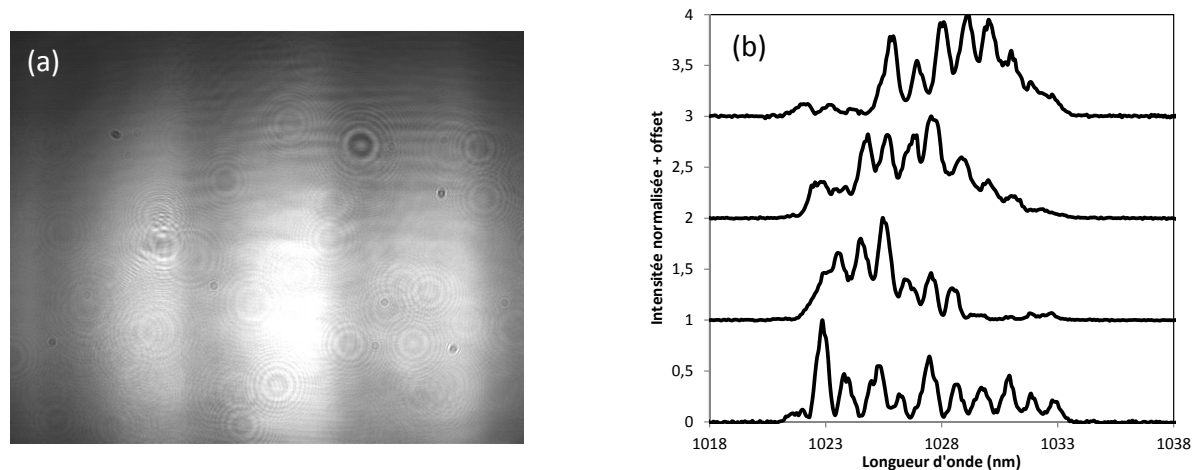 (a)
(b)
Intensitée normalisée + offset
4
3,5
3
2,5
2
1,5
1
0,5
0
1018 1023 1028 1033 1038
Longueur d'onde (nm)